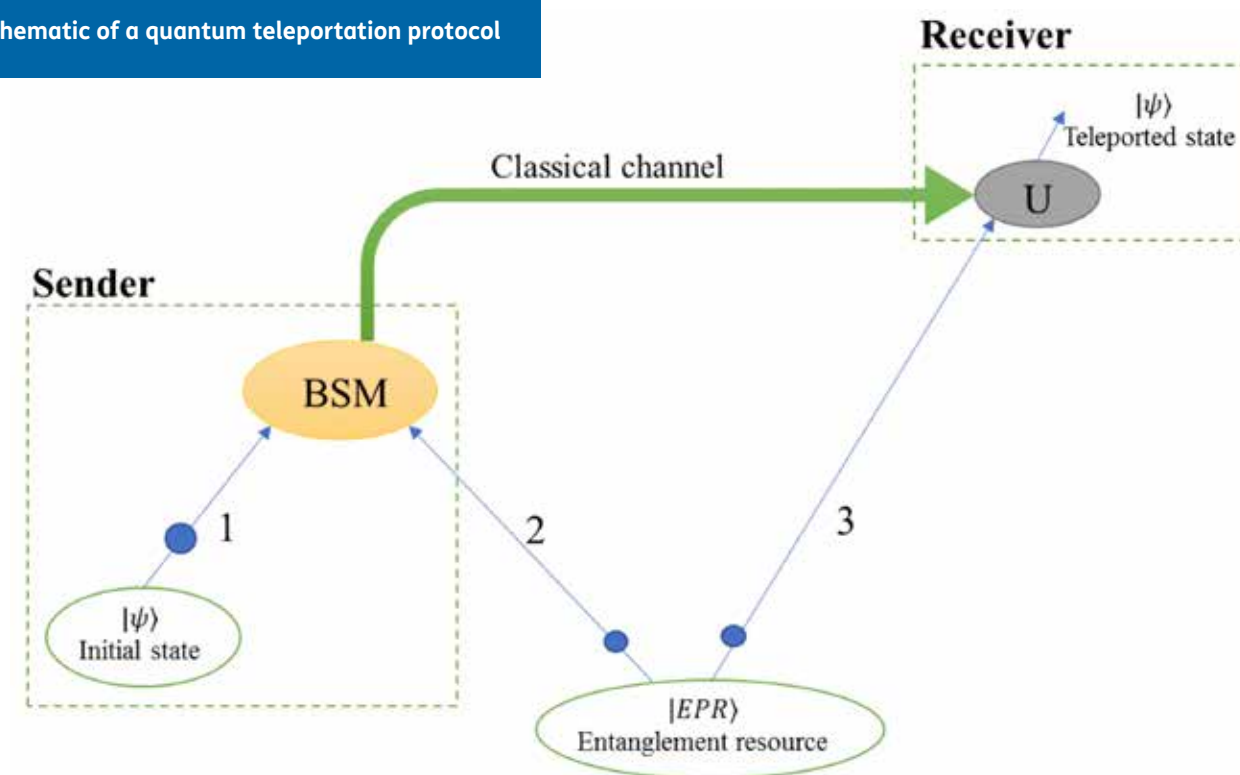 hematic of a quantum teleportation protocol
Receiver
|ψ⟩
Teleported state
Classical channel
U
Sender
BSM
1
2
3
|ψ⟩
Initial state
|EPR⟩
Entanglement resource